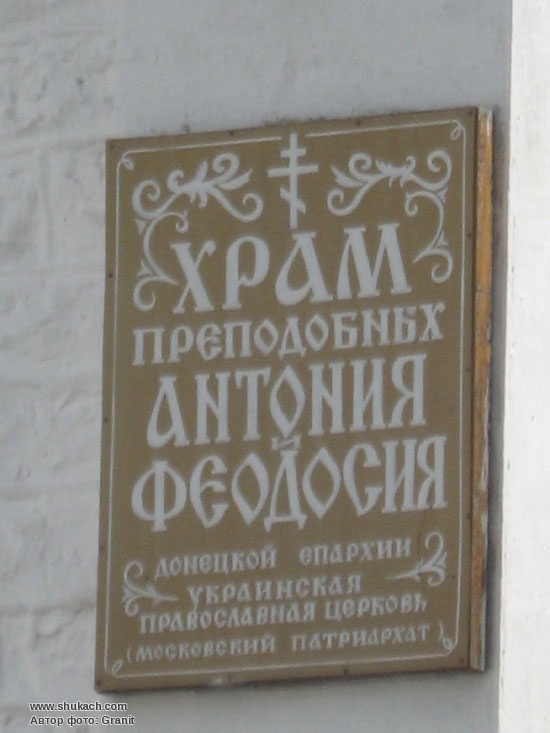 ХРАМ
ПРЕПОДОБНЫХ
АНТОНИЯ
И
ФЕОДОСИЯ
ДОНЕЦКОЙ ЕПАРХИИ
УКРАИНСКАЯ
ПРАВОСЛАВНАЯ ЦЕРКОВЬ
(МОСКОВСКИЙ ПАТРИАРХАТ)
www.shukach.com
Автор фото: Granit